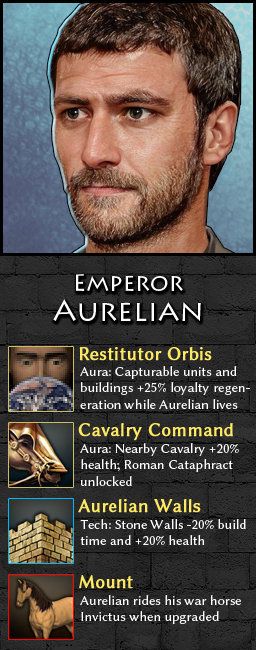 Emperor
Aurelian
Restitutor Orbis
Aura: Capturable units and
buildings +25% loyalty regen-
eration while Aurelian lives
Cavalry Command
Aura: Nearby Cavalry +20%
health; Roman Cataphract
unlocked
Aurelian Walls
Tech: Stone Walls -20% build
time and +20% health
Mount
Aurelian rides his war horse
Invictus when upgraded